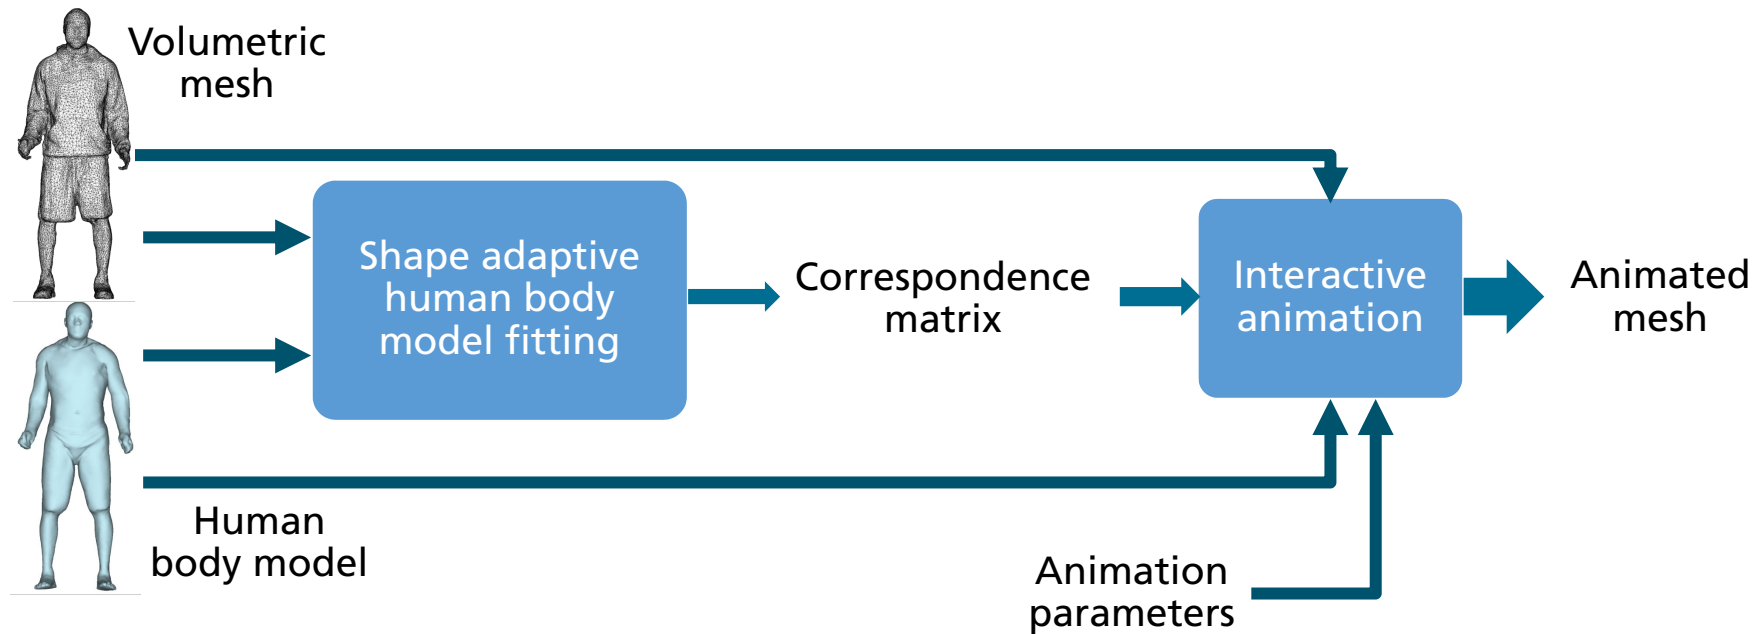 Volumetric
mesh
Shape adaptive
human body
model fitting
Correspondence
matrix
Interactive
animation
Animated
mesh
Human
body model
Animation
parameters